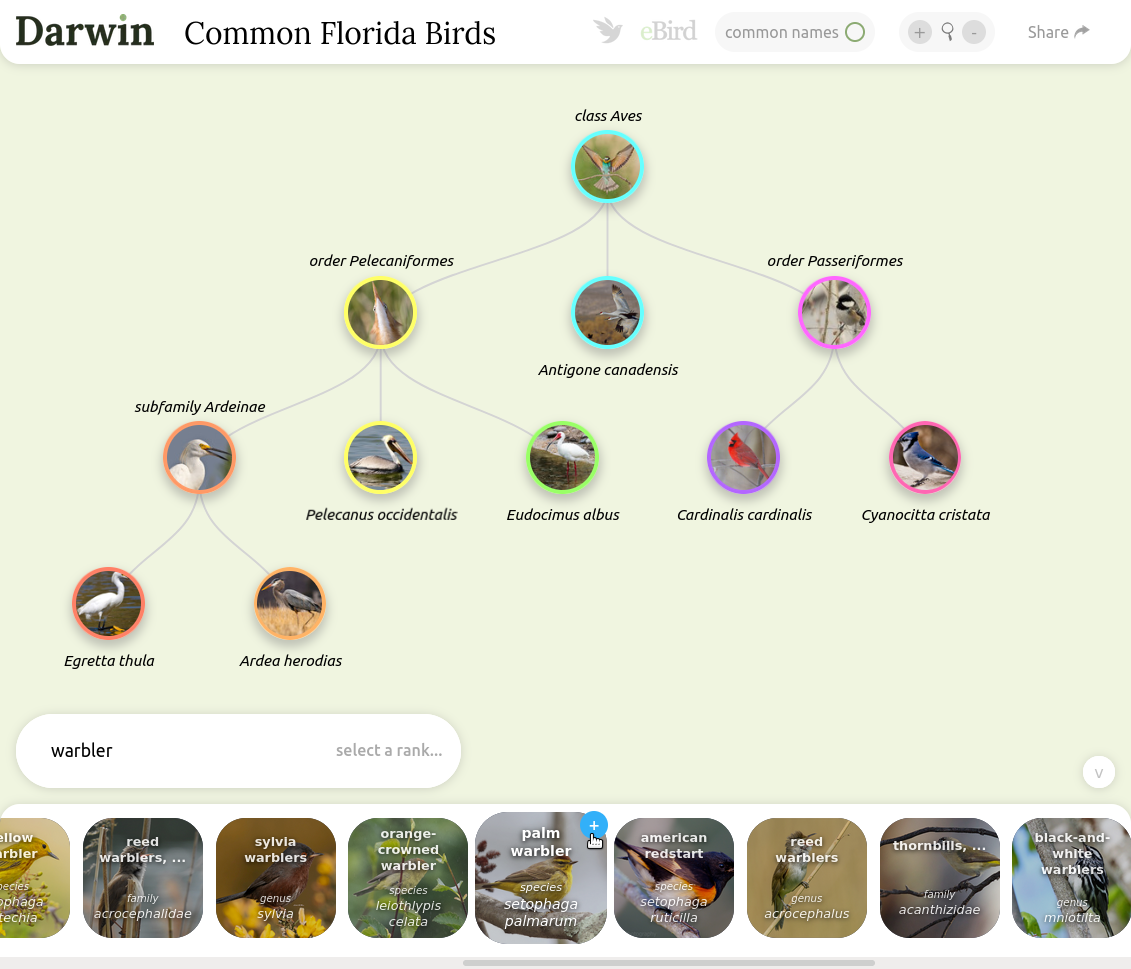 Darwin
Common Florida Birds
eBird
common names
+
-
Share
class Aves
order Pelecaniformes
order Passeriformes
Antigone canadensis
subfamily Ardeinae
Pelecanus occidentalis
Eudocimus albus
Cardinalis cardinalis
Cyanocitta cristata
Egretta thula
Ardea herodias
warbler
select a rank...
v
ellow
arbler
pecies
ophaga
techia
reed
warblers, ...
family
acrocephalidae
sylvia
warblers
genus
sylvia
orange-
crowned
warbler
species
leiothlypis
celata
palm
warbler
+
species
setophaga
palmarum
american
redstart
species
setophaga
ruticilla
reed
warblers
genus
acrocephalus
thornbills, ...
family
acanthizidae
black-and-
white
warblers
genus
mniotilta